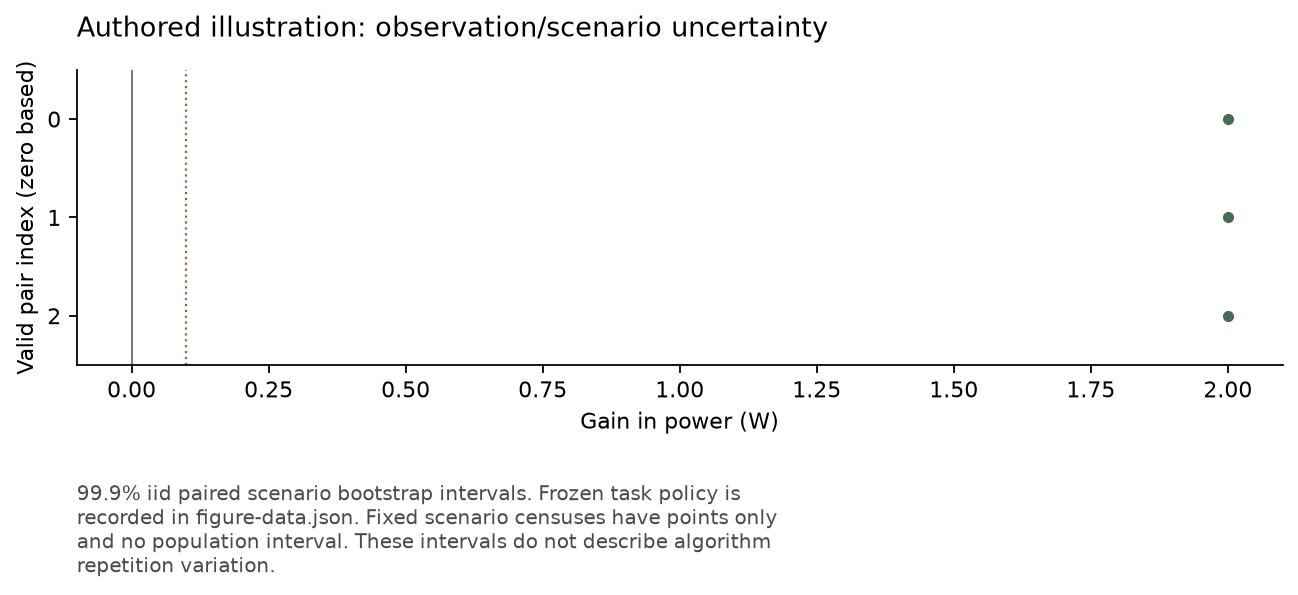 Authored illustration: observation/scenario uncertainty
Valid pair index (zero based)
0
1
2
0.00 0.25 0.50 0.75 1.00 1.25 1.50 1.75 2.00
Gain in power (W)
99.9% iid paired scenario bootstrap intervals. Frozen task policy is
recorded in figure-data.json. Fixed scenario censuses have points only
and no population interval. These intervals do not describe algorithm
repetition variation.